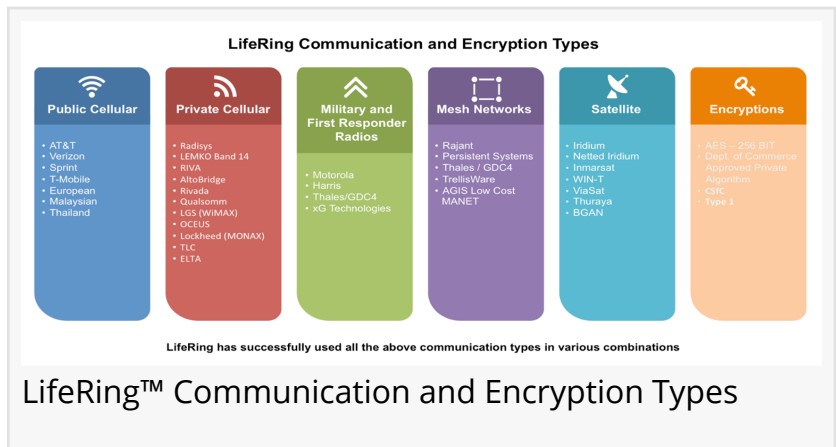 LifeRing Communication and Encryption Types
Public Cellular
• AT&T
• Verizon
• Sprint
• T-Mobile
• European
• Malaysian
• Thailand
Private Cellular
• Radisys
• LEMKO Band 14
• RIVA
• AltoBridge
• Rivada
• Qualsomm
• LGS (WiMAX)
• OCEUS
• Lockheed (MONAX)
• TLC
• ELTA
Military and
First Responder
Radios
• Motorola
• Harris
• Thales/GDC4
• xG Technologies
Mesh Networks
• Rajant
• Persistent Systems
• Thales / GDC4
• TrellisWare
• AGIS Low Cost
MANET
Satellite
• Iridium
• Netted Iridium
• Inmarsat
• WIN-T
• ViaSat
• Thuraya
• BGAN
Encryptions
• AES – 256 BIT
• Dept. of Commerce
Approved Private
Algorithm
• CSIC
• Type 1
LifeRing has successfully used all the above communication types in various combinations
LifeRing™ Communication and Encryption Types